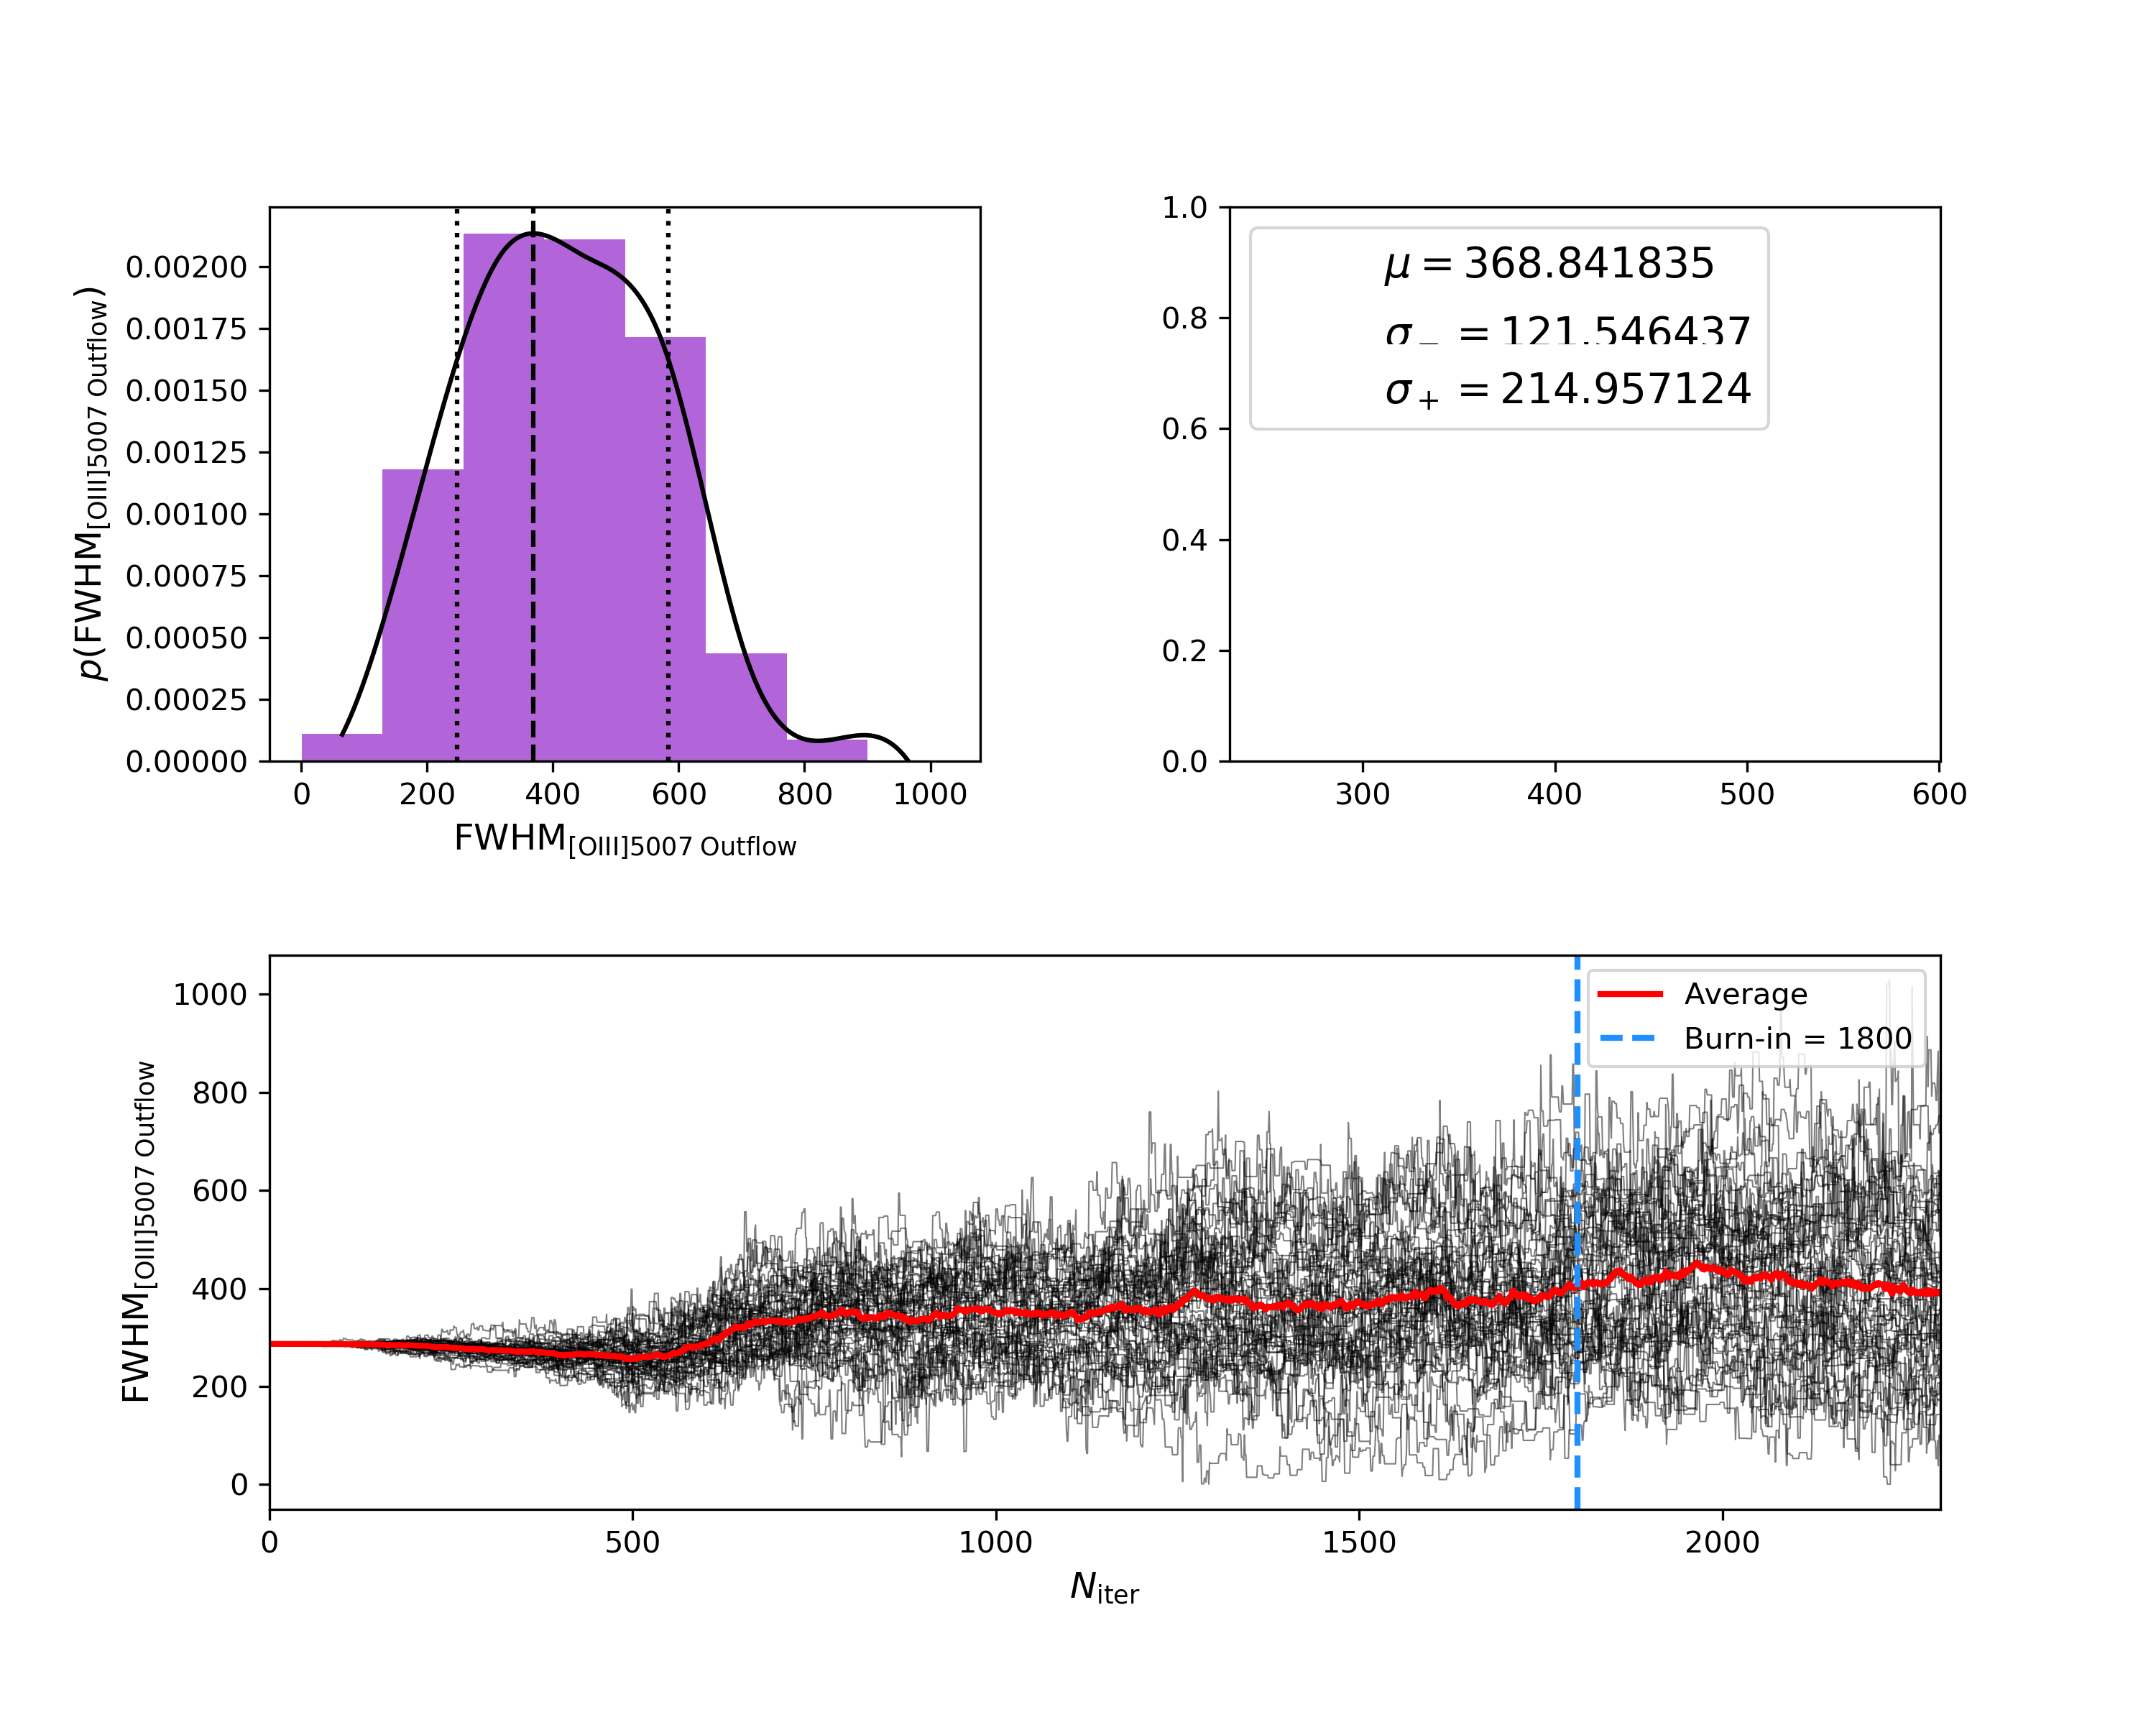 0.00200
0.00175
0.00150
0.00125
0.00100
0.00075
0.00050
0.00025
0.00000
p(FWHM[OIII]5007 Outflow)
0 200 400 600 800 1000
FWHM[OIII]5007 Outflow
1.0
0.8
0.6
0.4
0.2
0.0
μ = 368.841835
σ− = 121.546437
σ+ = 214.957124
300 400 500 600
1000
800
600
400
200
0
FWHM[OIII]5007 Outflow
Average
Burn-in = 1800
0 500 1000 1500 2000
Niter